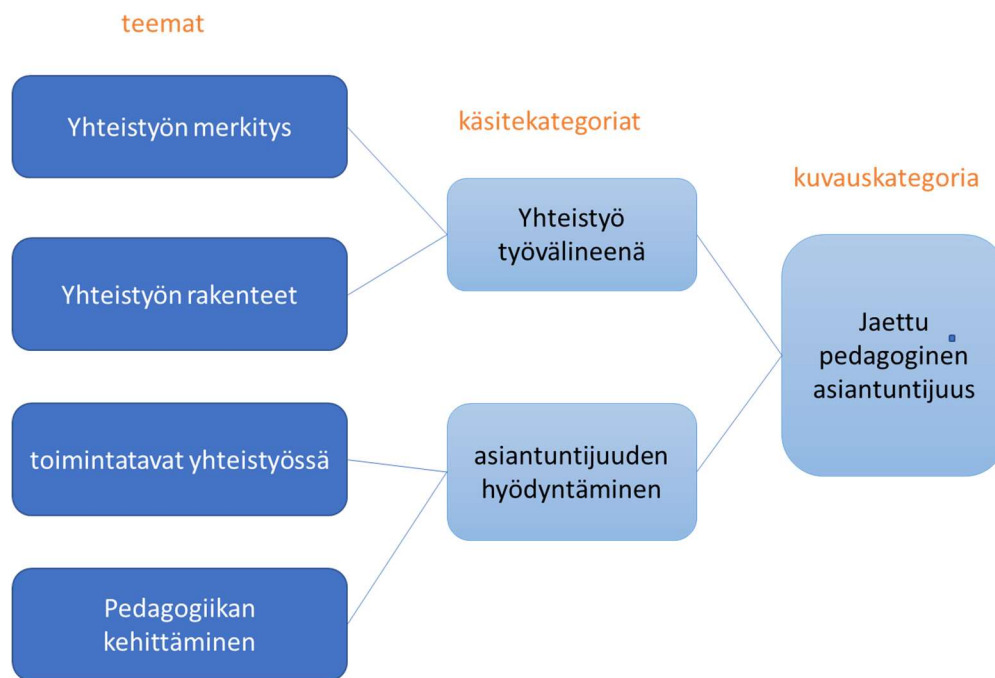 teemat
Yhteistyön merkitys
Yhteistyön rakenteet
toimintatavat yhteistyössä
Pedagogiikan
kehittäminen
käsitekategoriat
Yhteistyö
työvälineenä
asiantuntijuuden
hyödyntäminen
kuvauskategoria
Jaettu
pedagoginen
asiantuntijuus